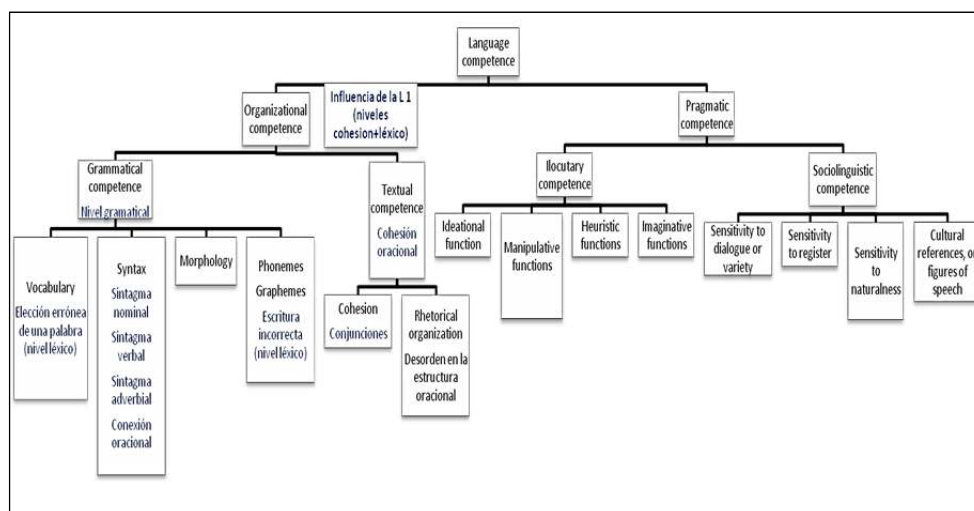 Language
competence
Organizational
competence
Influencia de la L 1
(niveles
cohesion+léxico)
Pragmatic
competence
Grammatical
competence
Nivel gramatical
Textual
competence
Cohesión
oracional
Ilocutary
competence
Sociolinguistic
competence
Vocabulary
Elección errónea
de una palabra
(nivel léxico)
Syntax
Sintagma
nominal
Sintagma
verbal
Sintagma
adverbial
Conexión
oracional
Morphology
Phonemes
Graphemes
Escritura
incorrecta
(nivel léxico)
Cohesion
Conjunciones
Rhetorical
organization
Desorden en la
estructura
oracional
Ideational
function
Manipulative
functions
Heuristic
functions
Imaginative
functions
Sensitivity to
dialogue or
variety
Sensitivity
to register
Sensitivity
to
naturalness
Cultural
references, or
figures of
speech